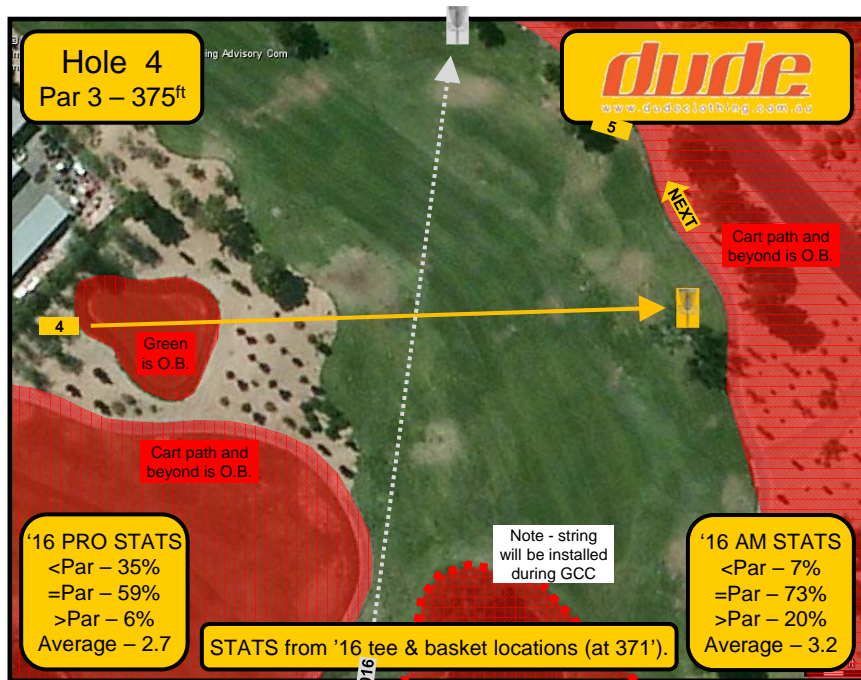 Hole 4
Par 3 – 375ft
ing Advisory Com
dude.
www.dudeclothing.com.au
5
NEXT
Cart path and
beyond is O.B.
4
Green
is O.B.
Cart path and
beyond is O.B.
'16 PRO STATS
<Par – 35%
=Par – 59%
>Par – 6%
Average – 2.7
Note - string
will be installed
during GCC
'16 AM STATS
<Par – 7%
=Par – 73%
>Par – 20%
Average – 3.2
STATS from '16 tee & basket locations (at 371').
016